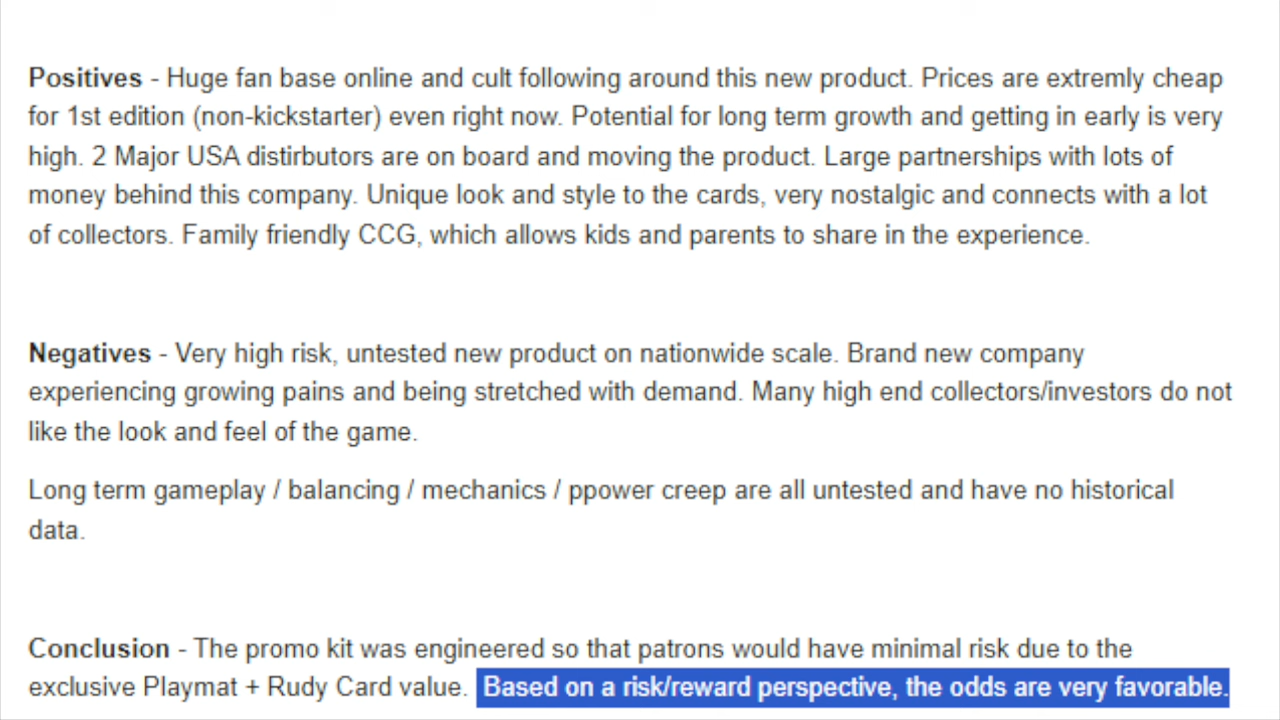 Positives - Huge fan base online and cult following around this new product. Prices are extremly cheap
for 1st edition (non-kickstarter) even right now. Potential for long term growth and getting in early is very
high. 2 Major USA distirbutors are on board and moving the product. Large partnerships with lots of
money behind this company. Unique look and style to the cards, very nostalgic and connects with a lot
of collectors. Family friendly CCG, which allows kids and parents to share in the experience.
Negatives - Very high risk, untested new product on nationwide scale. Brand new company
experiencing growing pains and being stretched with demand. Many high end collectors/investors do not
like the look and feel of the game.
Long term gameplay / balancing / mechanics / ppower creep are all untested and have no historical
data.
Conclusion - The promo kit was engineered so that patrons would have minimal risk due to the
exclusive Playmat + Rudy Card value. Based on a risk/reward perspective, the odds are very favorable.